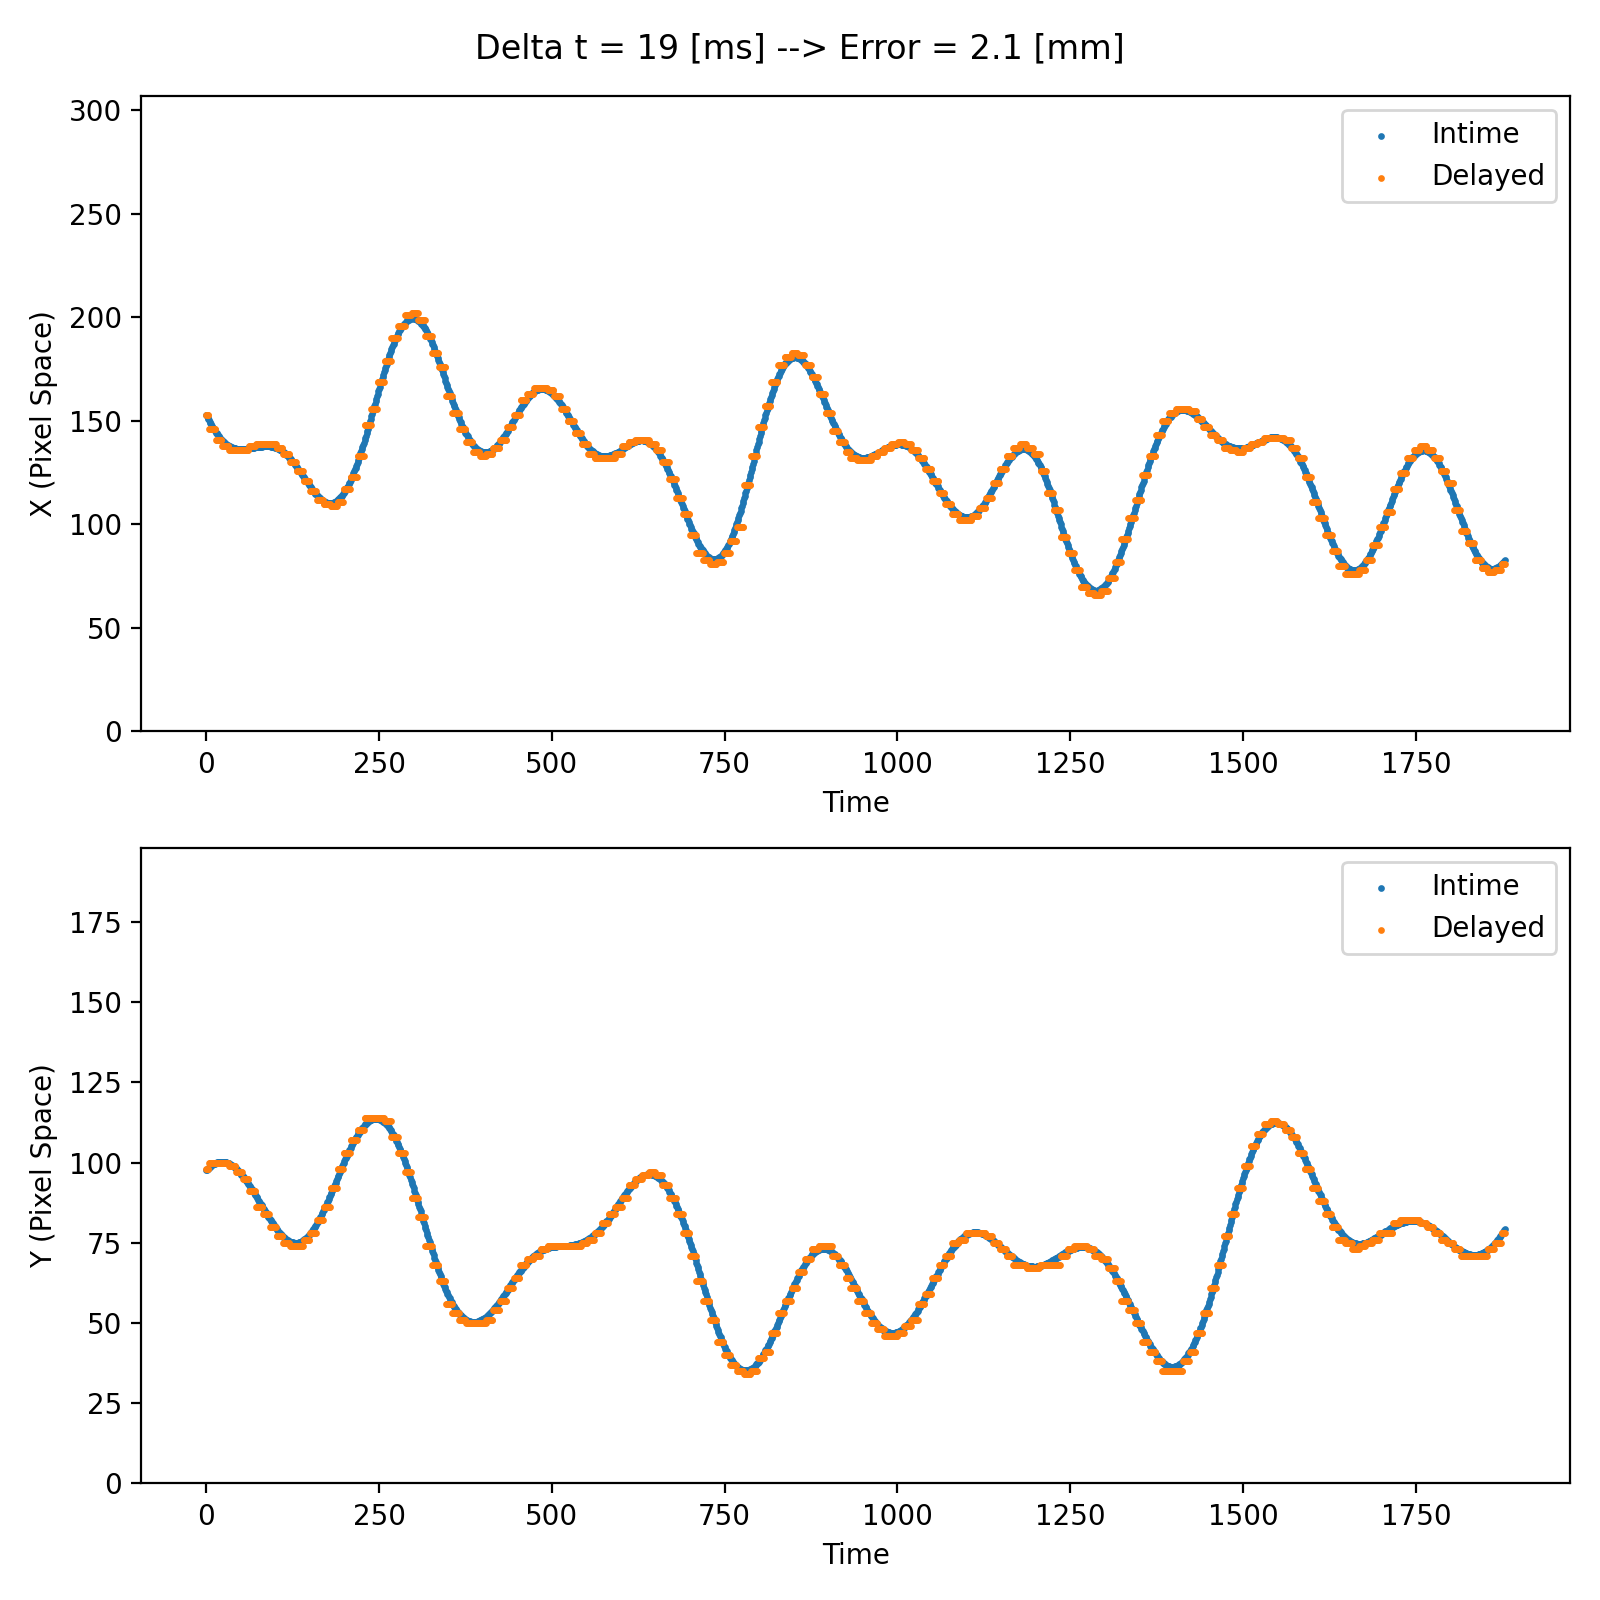 Delta t = 19 [ms] --> Error = 2.1 [mm]
300
250
200
150
100
50
0
X (Pixel Space)
Intime
Delayed
0 250 500 750 1000 1250 1500 1750
Time
175
150
125
100
75
50
25
0
Y (Pixel Space)
Intime
Delayed
0 250 500 750 1000 1250 1500 1750
Time